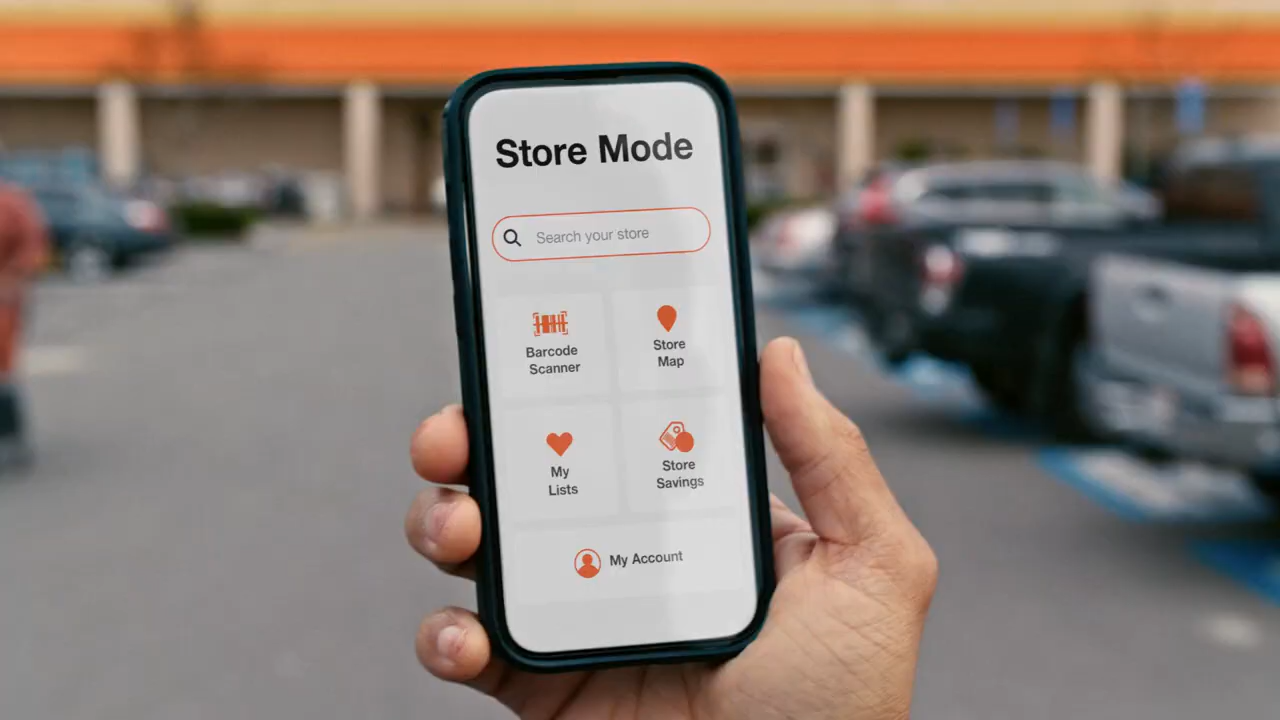 Store Mode
Search your store
Barcode
Scanner
Store
Map
My
Lists
Store
Savings
My Account